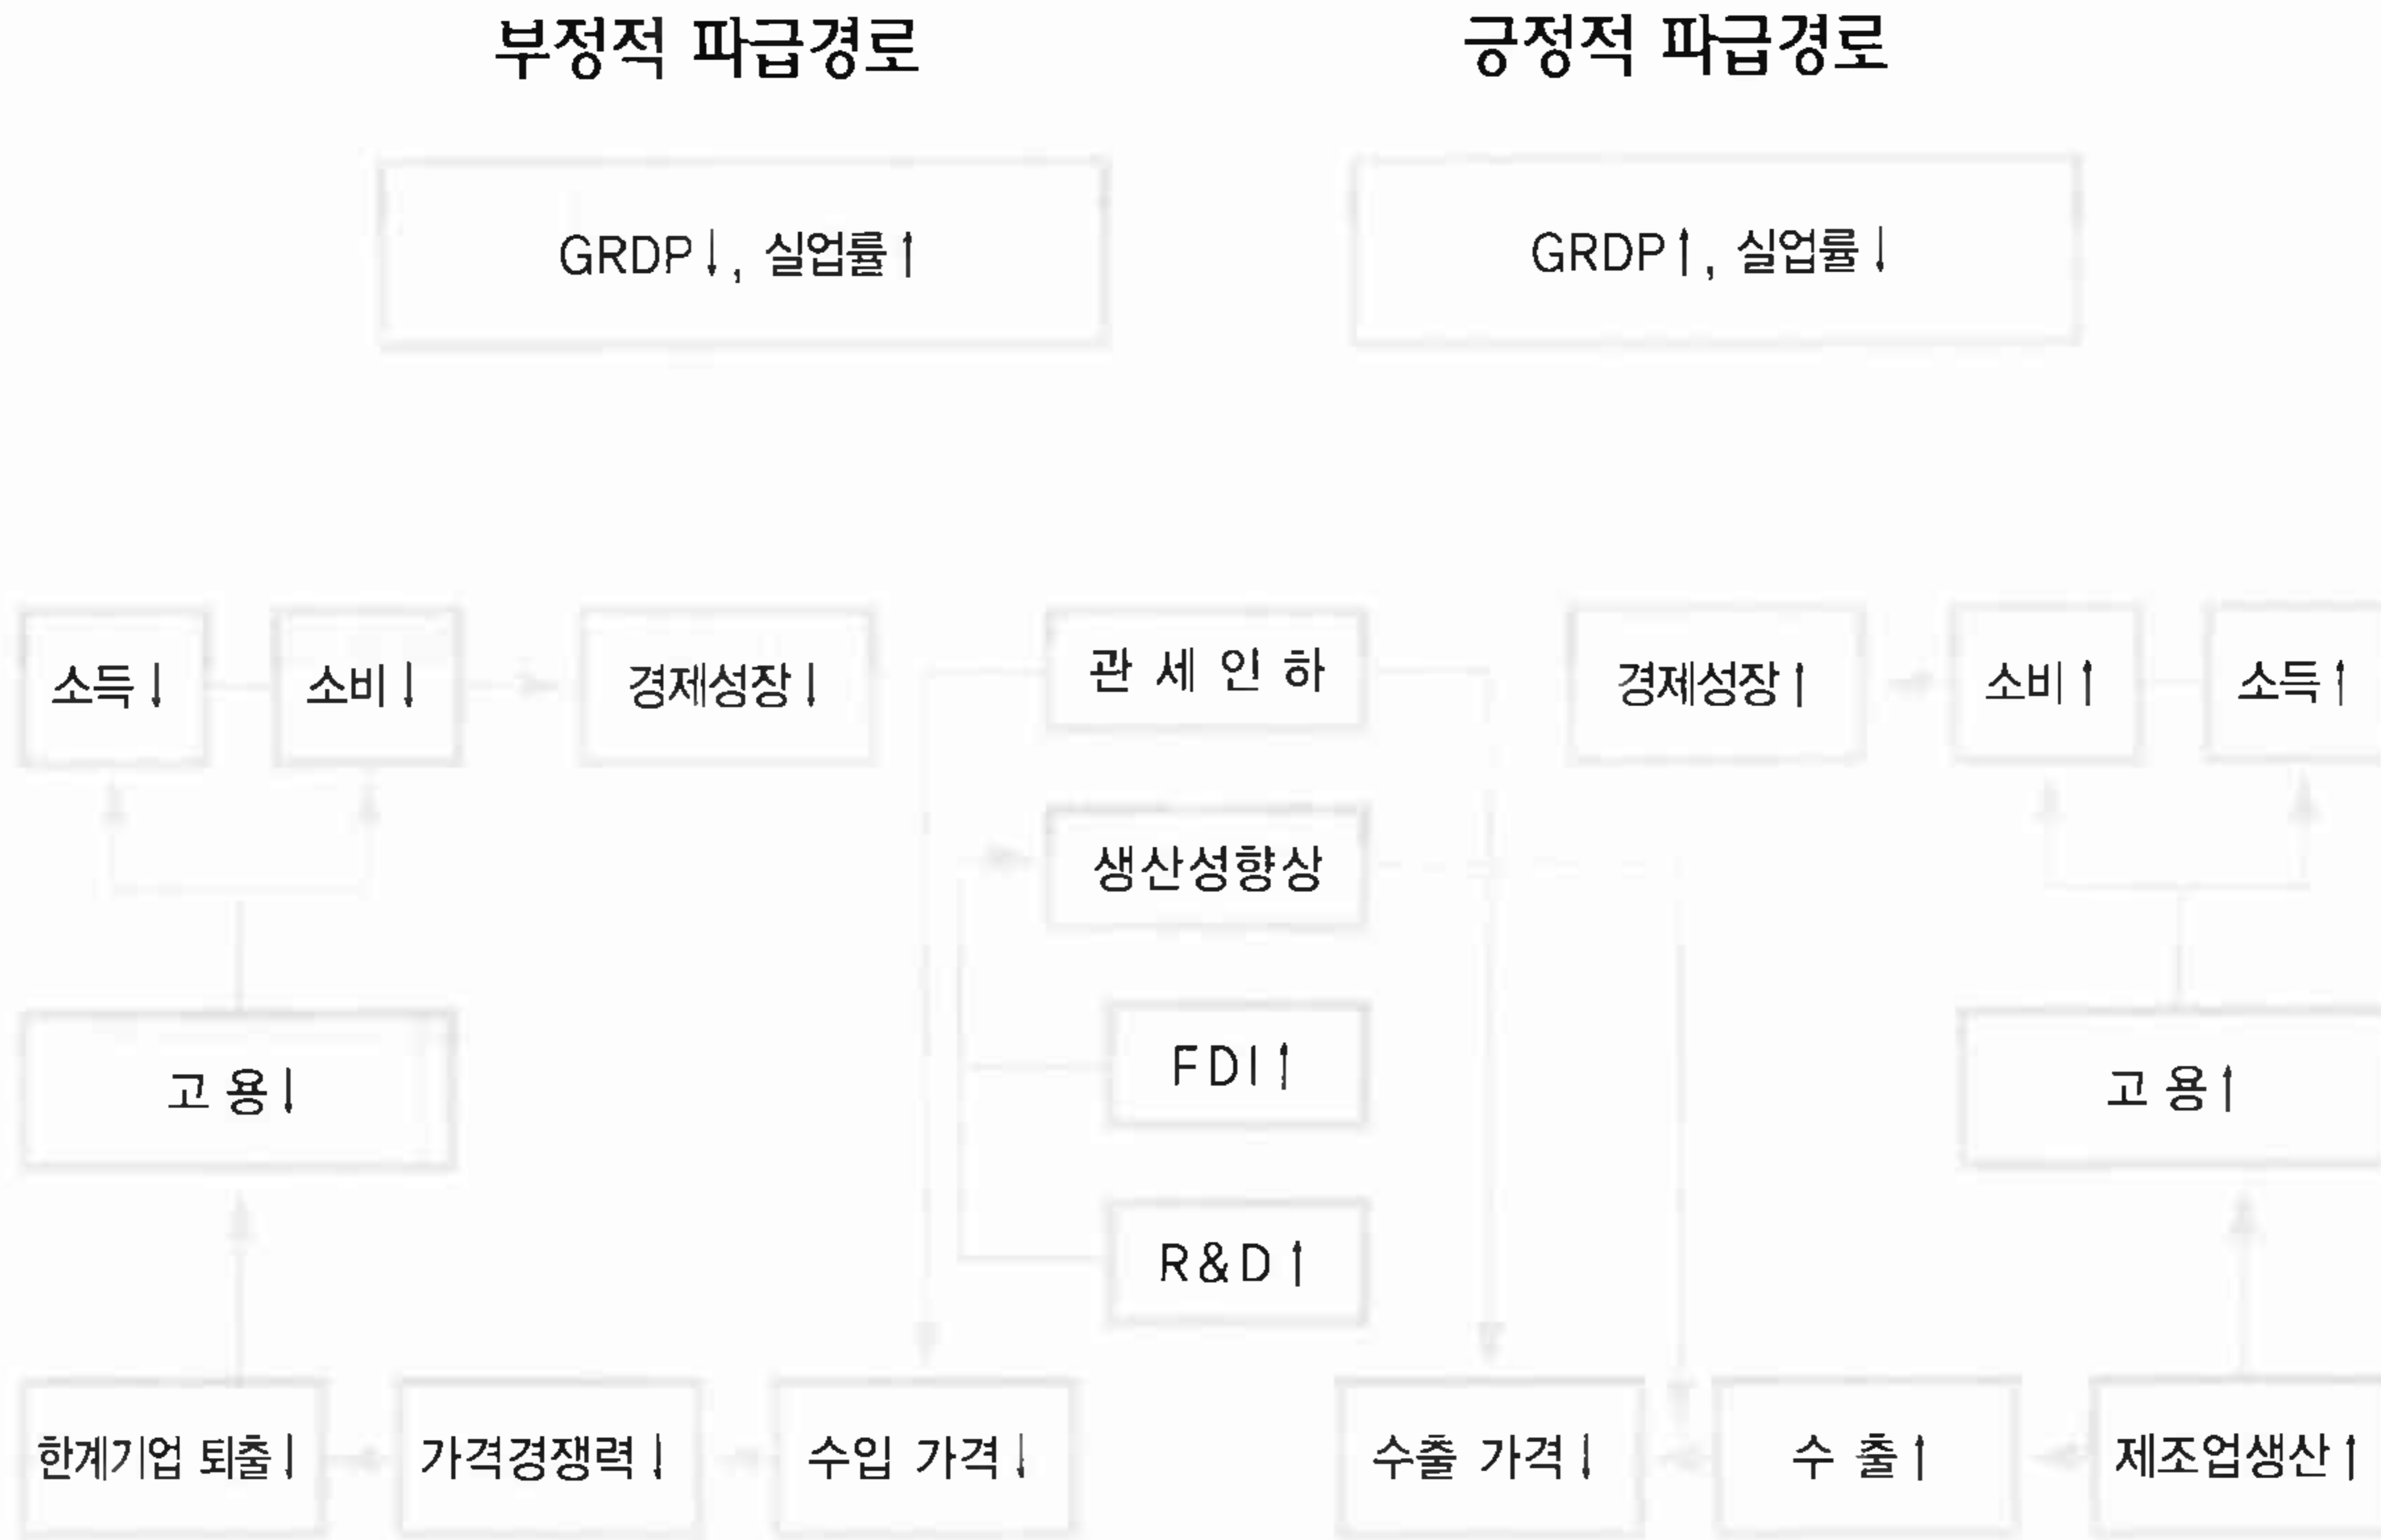 부정적 파급경로 긍정적 파급경로
GRDP↓, 실업률↑ GRDP↑, 실업률↓
소득↓ 소비↓ 경제성장↓ 관 세 인 하 경제성장↑ 소비↑ 소득↑
생산성향상
고 용↓ FDI↑ 고 용↑
R&D↑
한계기업 퇴출↓ 가격경쟁력↓ 수입 가격↓ 수출 가격↓ 수 출↑ 제조업생산↑